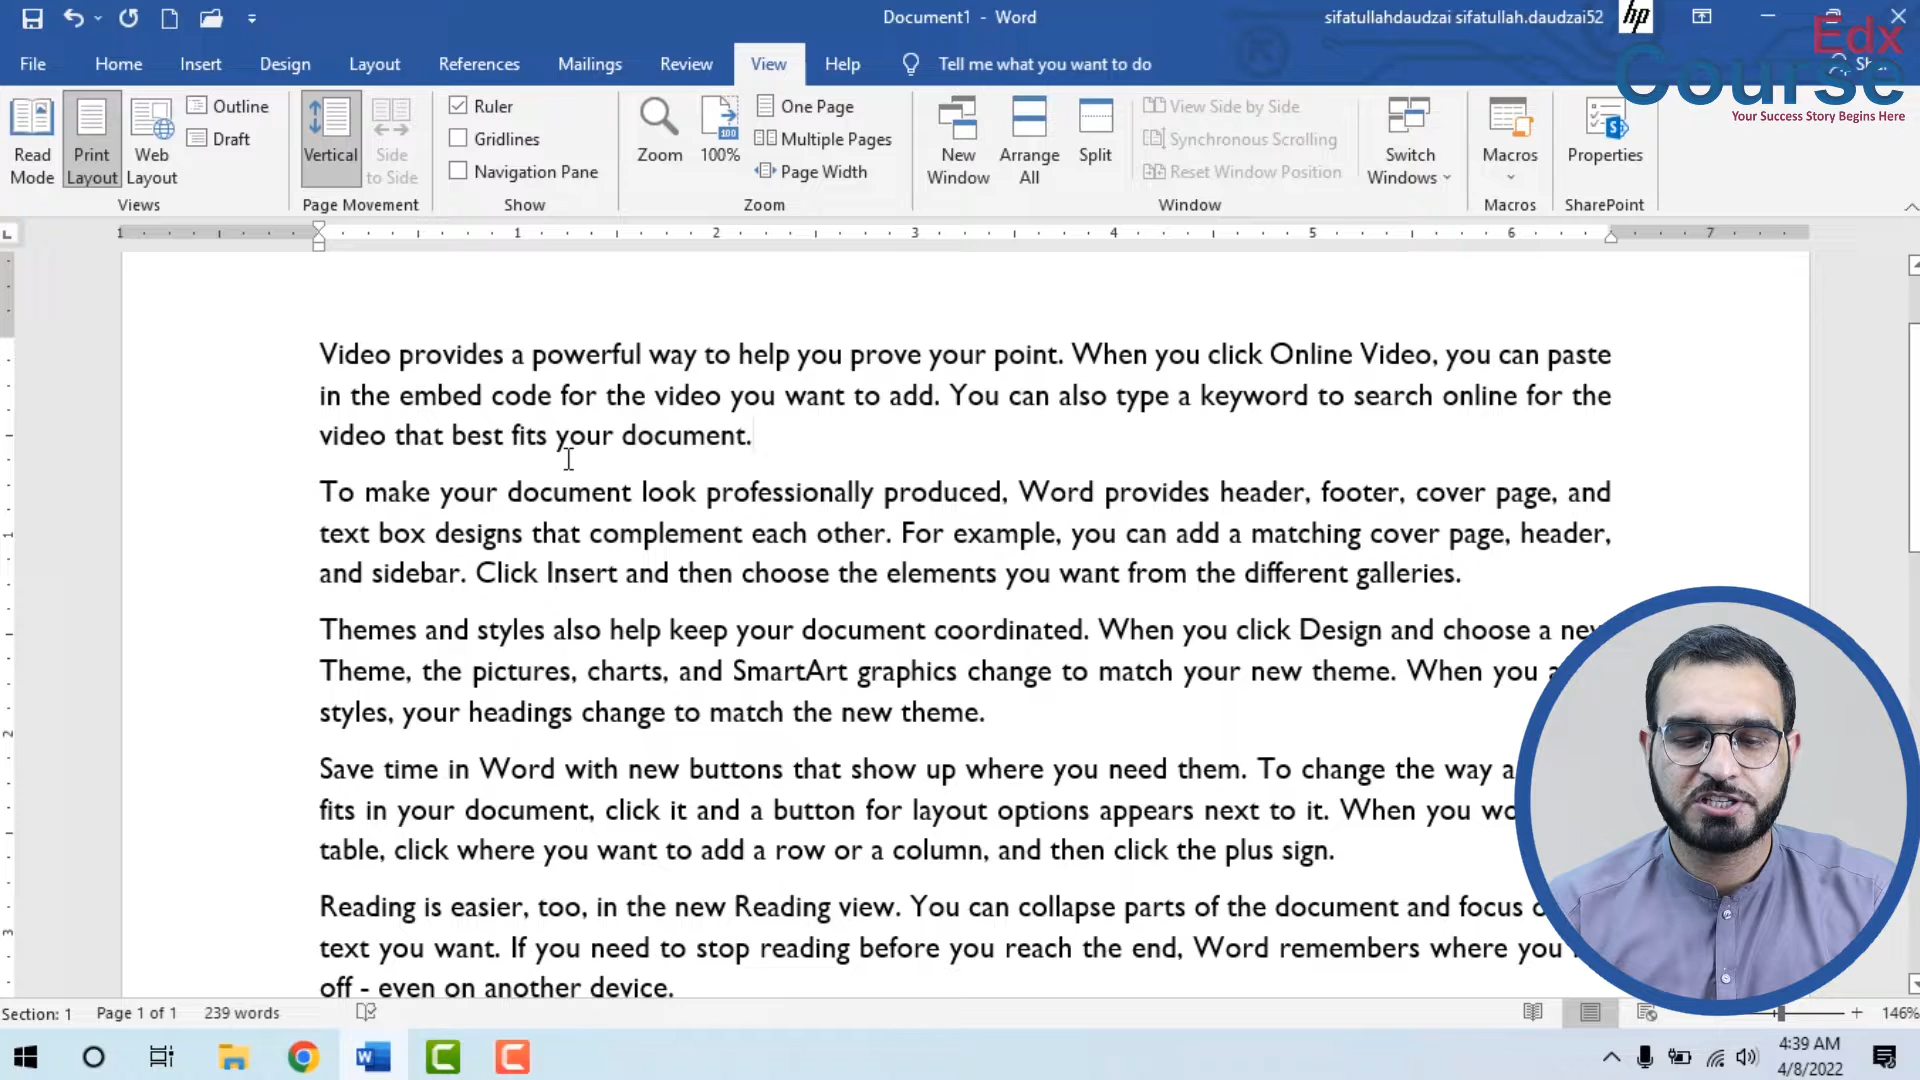 Document1 - Word
sifatullahdaudzai sifatullah.daudzai52
hp
Edx
Course
Your Success Story Begins Here
File Home Insert Design Layout References Mailings Review View Help Tell me what you want to do
Read Mode
Print Layout
Web Layout
Outline
Draft
Views
Vertical
Side to Side
Page Movement
Ruler
Gridlines
Navigation Pane
Show
Zoom
100
100%
One Page
Multiple Pages
Page Width
Zoom
New Window
Arrange All
Split
View Side by Side
Synchronous Scrolling
Reset Window Position
Switch Windows
Window
Macros
Macros
Properties
SharePoint
1 1 2 3 4 5 6 7
Video provides a powerful way to help you prove your point. When you click Online Video, you can paste
in the embed code for the video you want to add. You can also type a keyword to search online for the
video that best fits your document.
To make your document look professionally produced, Word provides header, footer, cover page, and
text box designs that complement each other. For example, you can add a matching cover page, header,
and sidebar. Click Insert and then choose the elements you want from the different galleries.
Themes and styles also help keep your document coordinated. When you click Design and choose a
Theme, the pictures, charts, and SmartArt graphics change to match your new theme. When you
styles, your headings change to match the new theme.
Save time in Word with new buttons that show up where you need them. To change the way
fits in your document, click it and a button for layout options appears next to it. When you
table, click where you want to add a row or a column, and then click the plus sign.
Reading is easier, too, in the new Reading view. You can collapse parts of the document and focus
text you want. If you need to stop reading before you reach the end, Word remembers where you
off - even on another device.
1
2
3
Section: 1 Page 1 of 1 239 words
146%
4:39 AM
4/8/2022